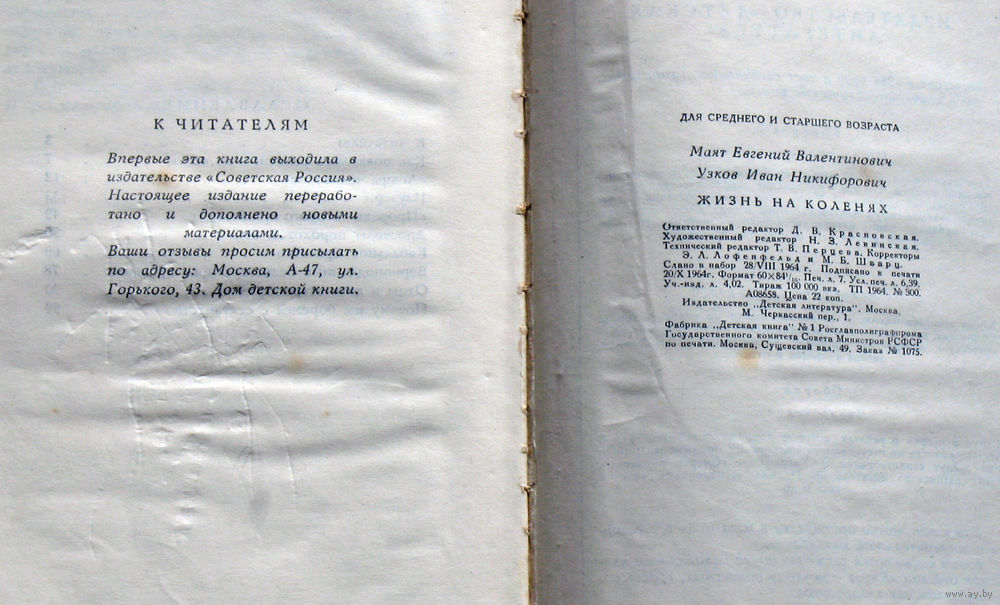 К ЧИТАТЕЛЯМ
Впервые эта книга выходила в
издательстве «Советская Россия».
Настоящее издание перерабо-
тано и дополнено новыми
материалами.
Ваши отзывы просим присылать
по адресу: Москва, А-47, ул.
Горького, 43. Дом детской книги.
ДЛЯ СРЕДНЕГО И СТАРШЕГО ВОЗРАСТА
Маят Евгений Валентинович
Узков Иван Никифорович
ЖИЗНЬ НА КОЛЕНЯХ
Ответственный редактор Д. В. Красновская.
Художественный редактор Н. З. Левинская.
Технический редактор Т. В. Перцева. Корректоры
Э. Л. Лофенфельд и М. Б. Шварц.
Сдано в набор 28/VIII 1964 г. Подписано к печати
20/X 1964г. Формат 60×84¹/₁₆. Печ. л. 7. Усл. печ. л. 6,39.
Уч.-изд. л. 4,02. Тираж 100 000 экз. ТП 1964. № 500.
А08658. Цена 22 коп.
Издательство „Детская литература". Москва,
М. Черкасский пер., 1.
Фабрика „Детская книга" № 1 Росглавполиграфпрома
Государственного комитета Совета Министров РСФСР
по печати. Москва, Сущевский вал, 49. Заказ № 1075.
www.ay.by